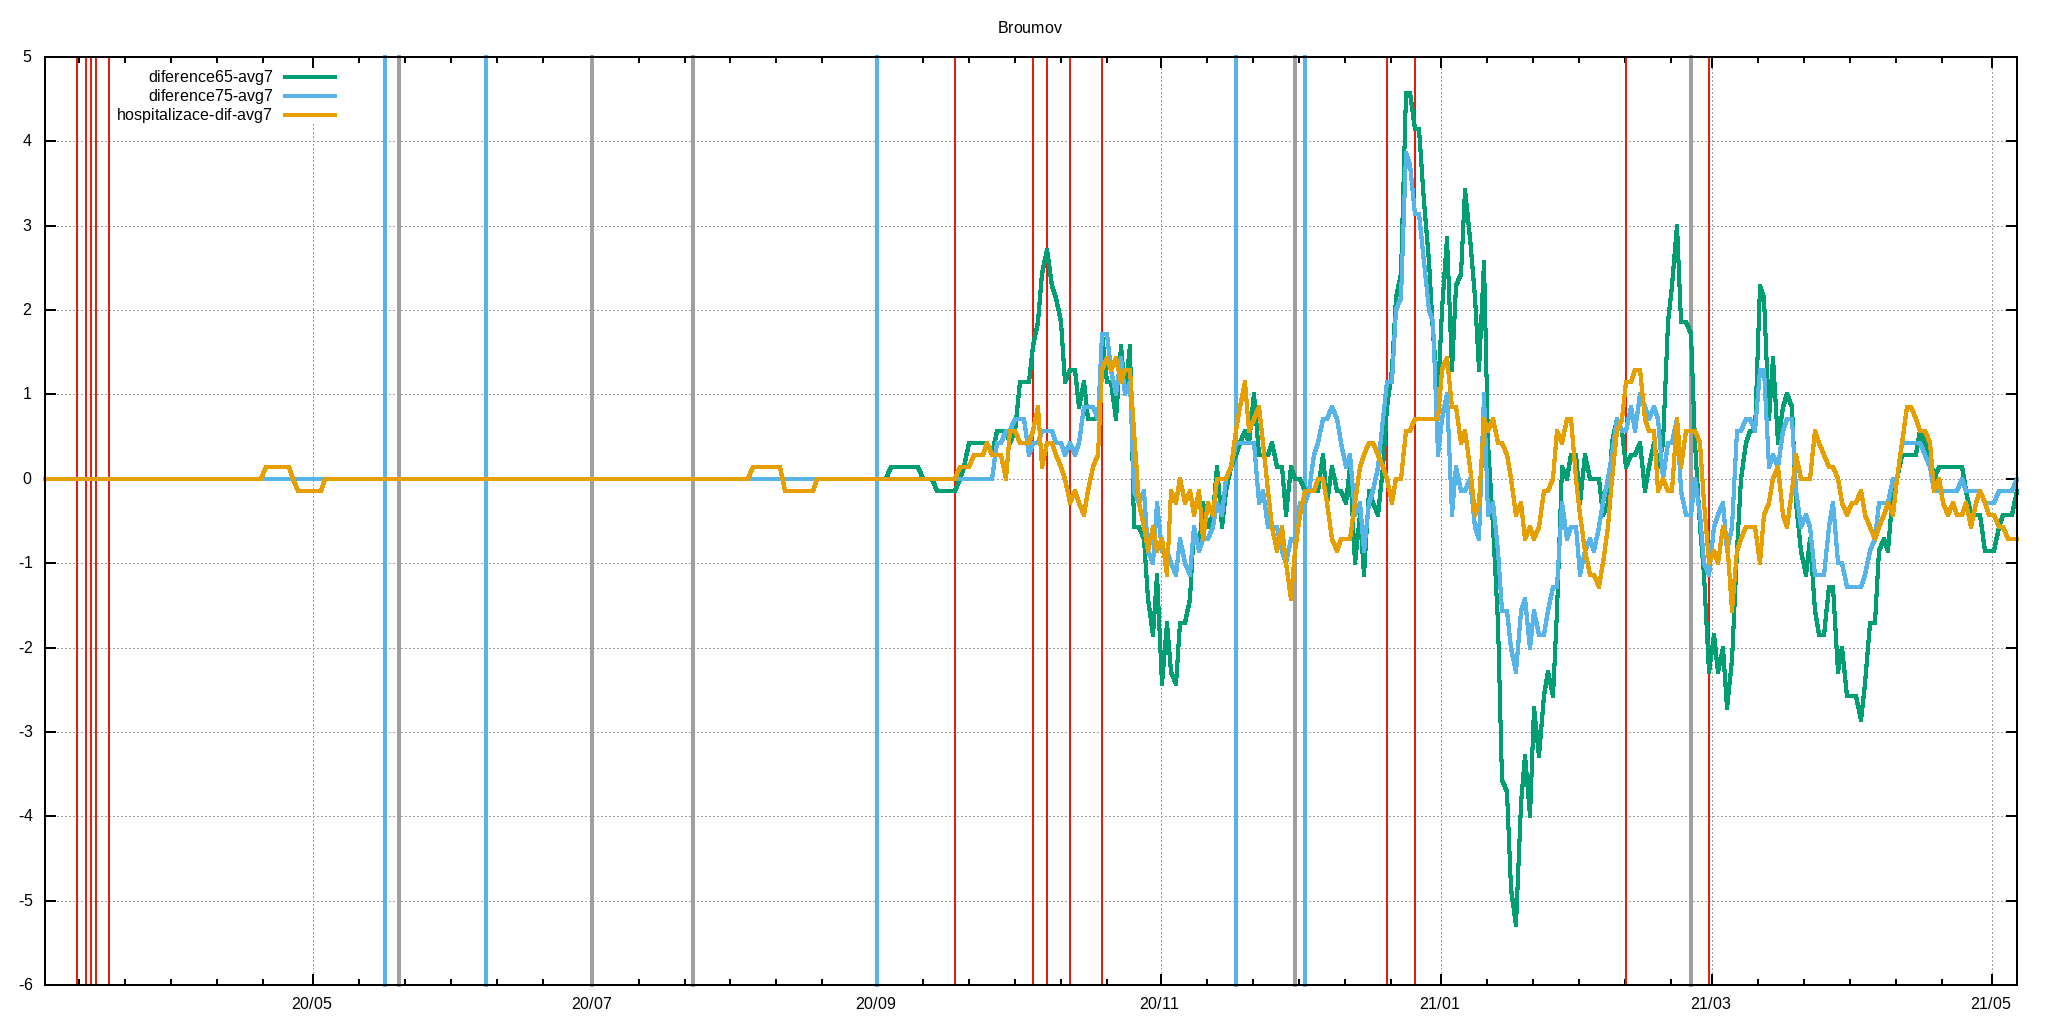 Broumov
5
4
3
2
1
0
-1
-2
-3
-4
-5
-6
diference65-avg7
diference75-avg7
hospitalizace-dif-avg7
20/05 20/07 20/09 20/11 21/01 21/03 21/05